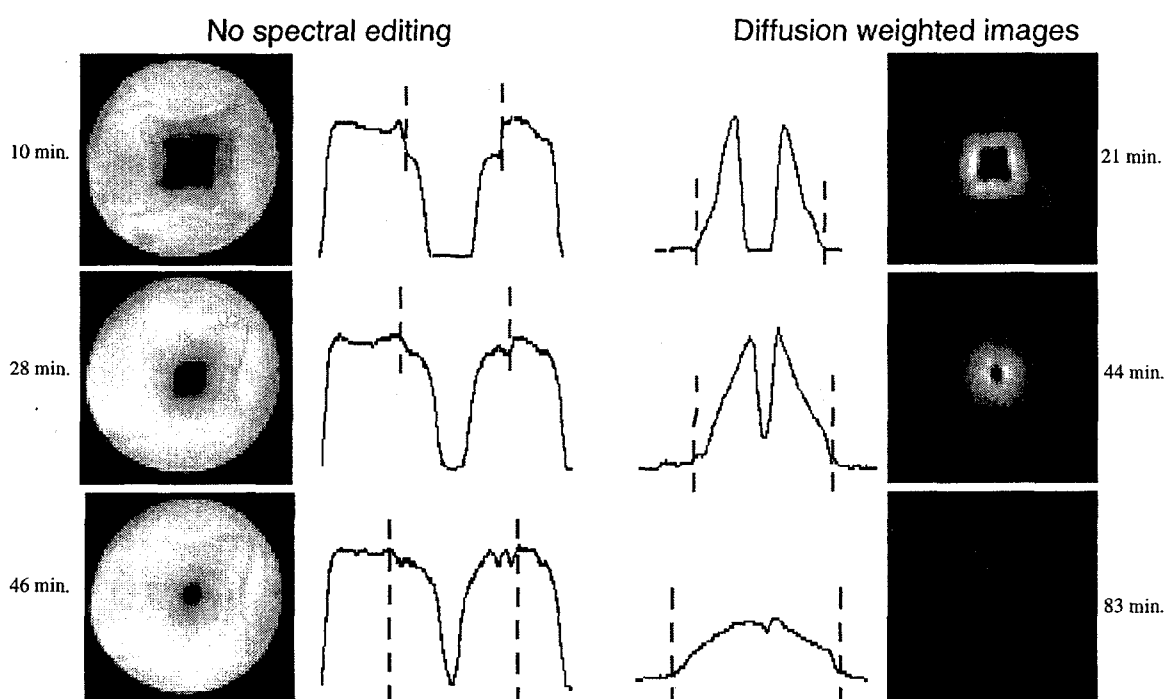 No spectral editing
Diffusion weighted images
10 min.
21 min.
28 min.
44 min.
46 min.
83 min.